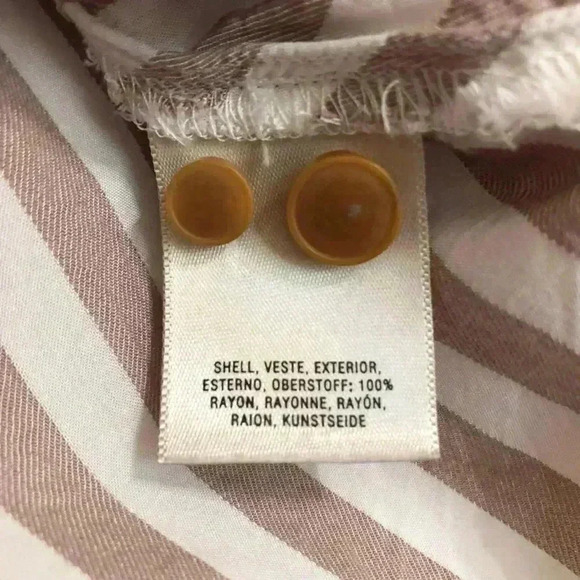 SHELL, VESTE, EXTERIOR,
ESTERNO, OBERSTOFF: 100%
RAYON, RAYONNE, RAYÓN,
RAION, KUNSTSEIDE